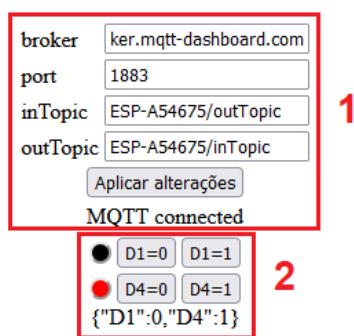 broker ker.mqtt-dashboard.com
port 1883
inTopic ESP-A54675/outTopic
outTopic ESP-A54675/inTopic
Aplicar alterações
MQTT connected
1
D1=0 D1=1
D4=0 D4=1
{"D1":0,"D4":1}
2